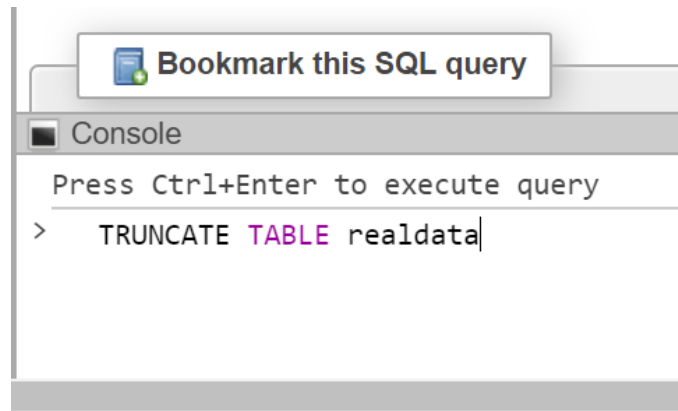 Bookmark this SQL query
Console
Press Ctrl+Enter to execute query
> TRUNCATE TABLE realdata